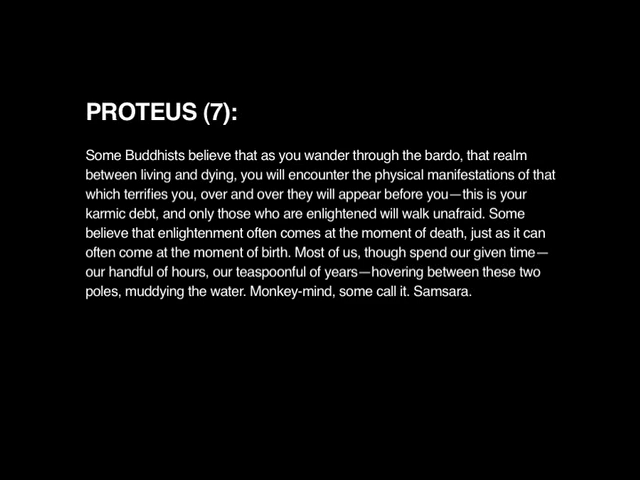 PROTEUS (7):
Some Buddhists believe that as you wander through the bardo, that realm
between living and dying, you will encounter the physical manifestations of that
which terrifies you, over and over they will appear before you—this is your
karmic debt, and only those who are enlightened will walk unafraid. Some
believe that enlightenment often comes at the moment of death, just as it can
often come at the moment of birth. Most of us, though spend our given time—
our handful of hours, our teaspoonful of years—hovering between these two
poles, muddying the water. Monkey-mind, some call it. Samsara.